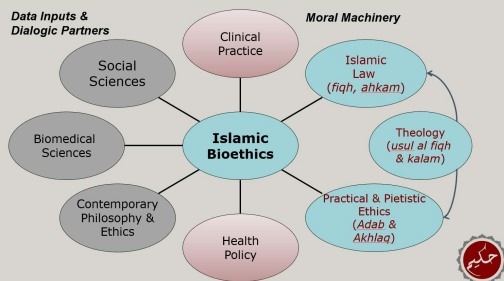 Data Inputs &
Dialogic Partners
Moral Machinery
Clinical
Practice
Social
Sciences
Islamic
Law
(fiqh, ahkam)
Biomedical
Sciences
Islamic
Bioethics
Theology
(usul al fiqh
& kalam)
Contemporary
Philosophy &
Ethics
Practical & Pietistic
Ethics
(Adab &
Akhlaq)
Health
Policy
حكيم